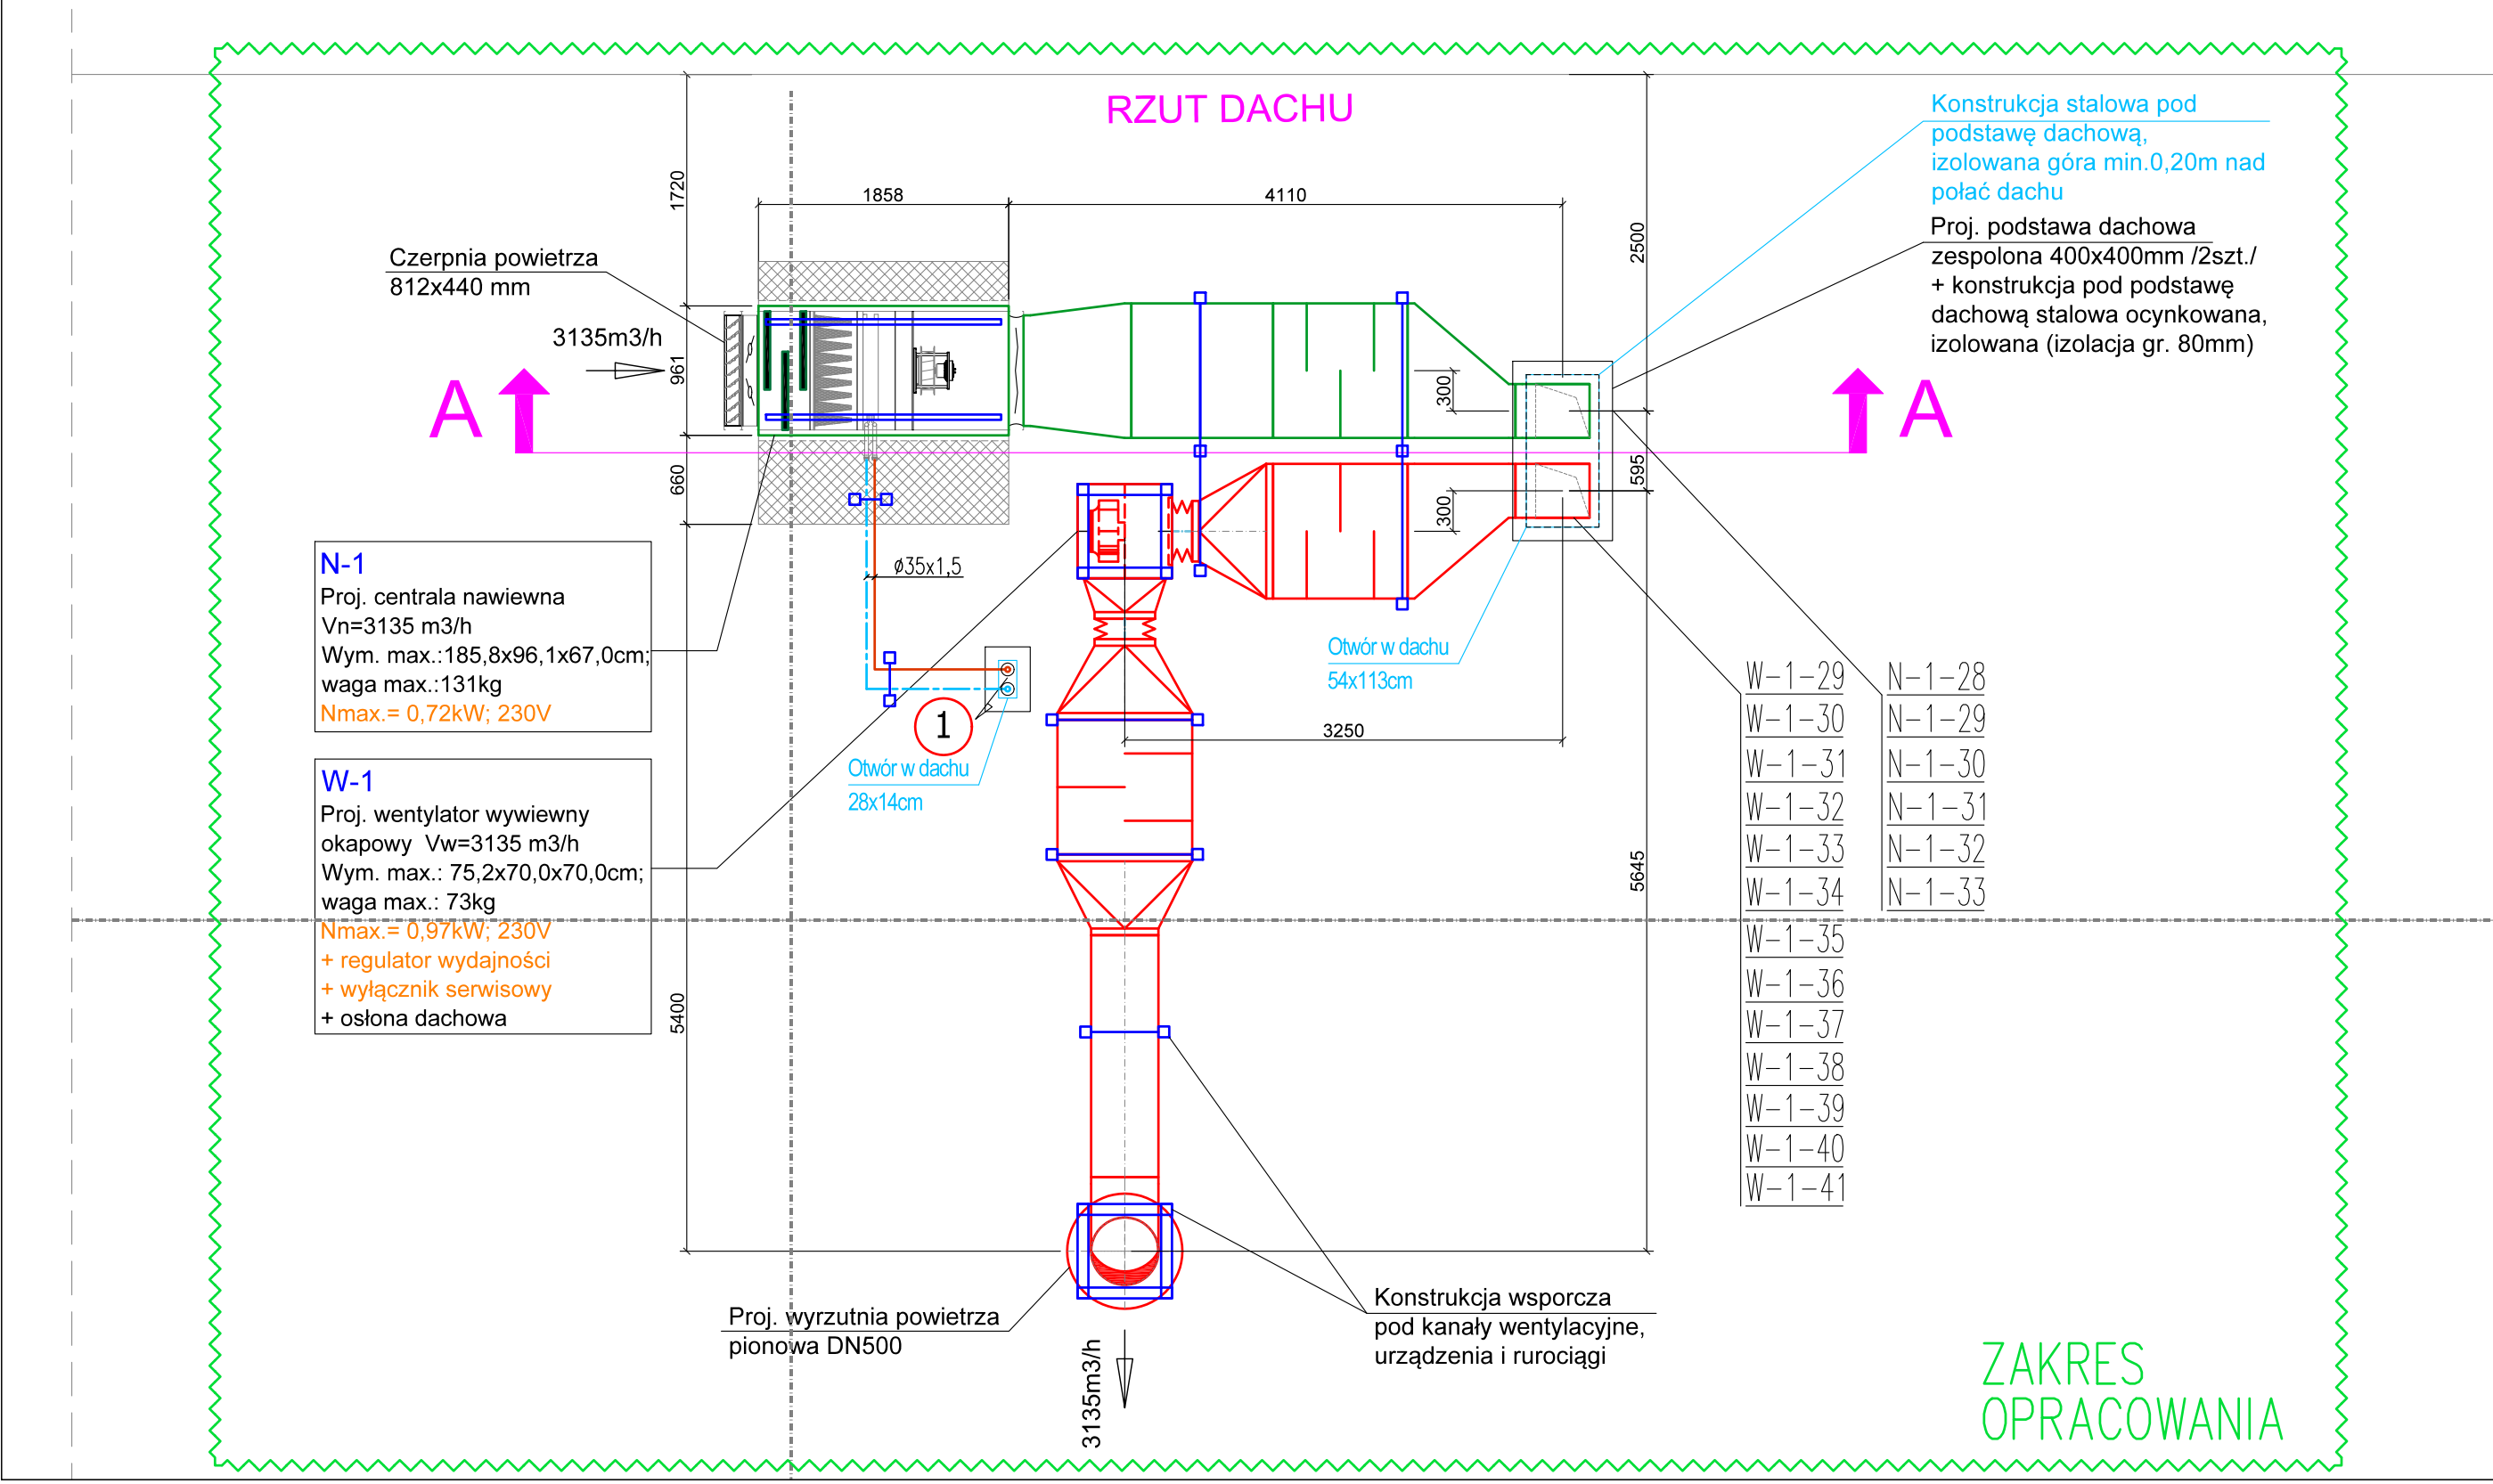 RZUT DACHU
Konstrukcja stalowa pod
podstawę dachową,
izolowana góra min.0,20m nad
połać dachu
Proj. podstawa dachowa
zespolona 400x400mm /2szt./
+ konstrukcja pod podstawę
dachową stalowa ocynkowana,
izolowana (izolacja gr. 80mm)
1720
1858
4110
2500
Czerpnia powietrza
812x440 mm
3135m3/h
961
A
A
300
595
660
300
N-1
Proj. centrala nawiewna
Vn=3135 m3/h
Wym. max.:185,8x96,1x67,0cm;
waga max.:131kg
Nmax.= 0,72kW; 230V
ø35x1,5
1
Otwór w dachu
28x14cm
Otwór w dachu
54x113cm
3250
W-1
Proj. wentylator wywiewny
okapowy Vw=3135 m3/h
Wym. max.: 75,2x70,0x70,0cm;
waga max.: 73kg
Nmax.= 0,97kW; 230V
+ regulator wydajności
+ wyłącznik serwisowy
+ osłona dachowa
5400
5645
W-1-29
W-1-30
W-1-31
W-1-32
W-1-33
W-1-34
W-1-35
W-1-36
W-1-37
W-1-38
W-1-39
W-1-40
W-1-41
N-1-28
N-1-29
N-1-30
N-1-31
N-1-32
N-1-33
Proj. wyrzutnia powietrza
pionowa DN500
3135m3/h
Konstrukcja wsporcza
pod kanały wentylacyjne,
urządzenia i rurociągi
ZAKRES
OPRACOWANIA